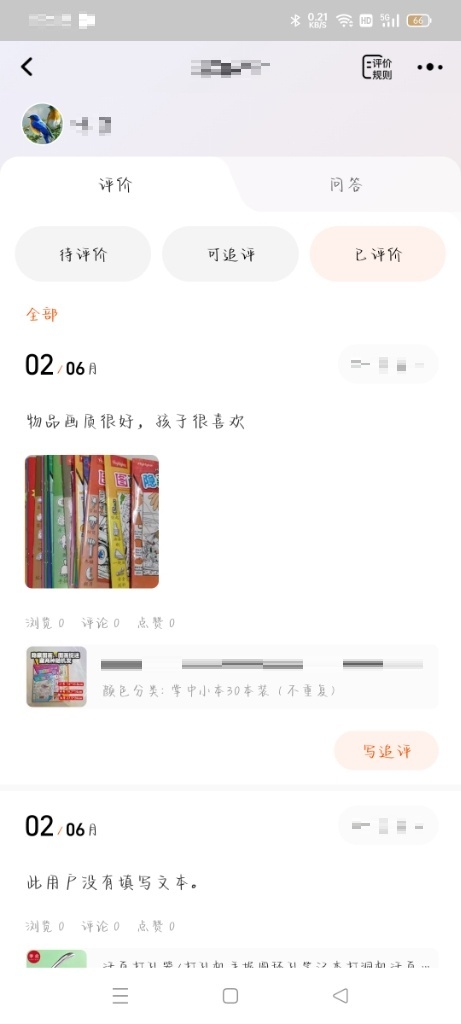 0.21
KB/S
HD
5G
66
评价
规则
评价
问答
待评价
可追评
已评价
全部
02/06月
物品画质很好，孩子很喜欢
浏览 0 评论 0 点赞 0
颜色分类: 掌中小本30本装（不重复）
写追评
02/06月
此用户没有填写文本。
浏览 0 评论 0 点赞 0